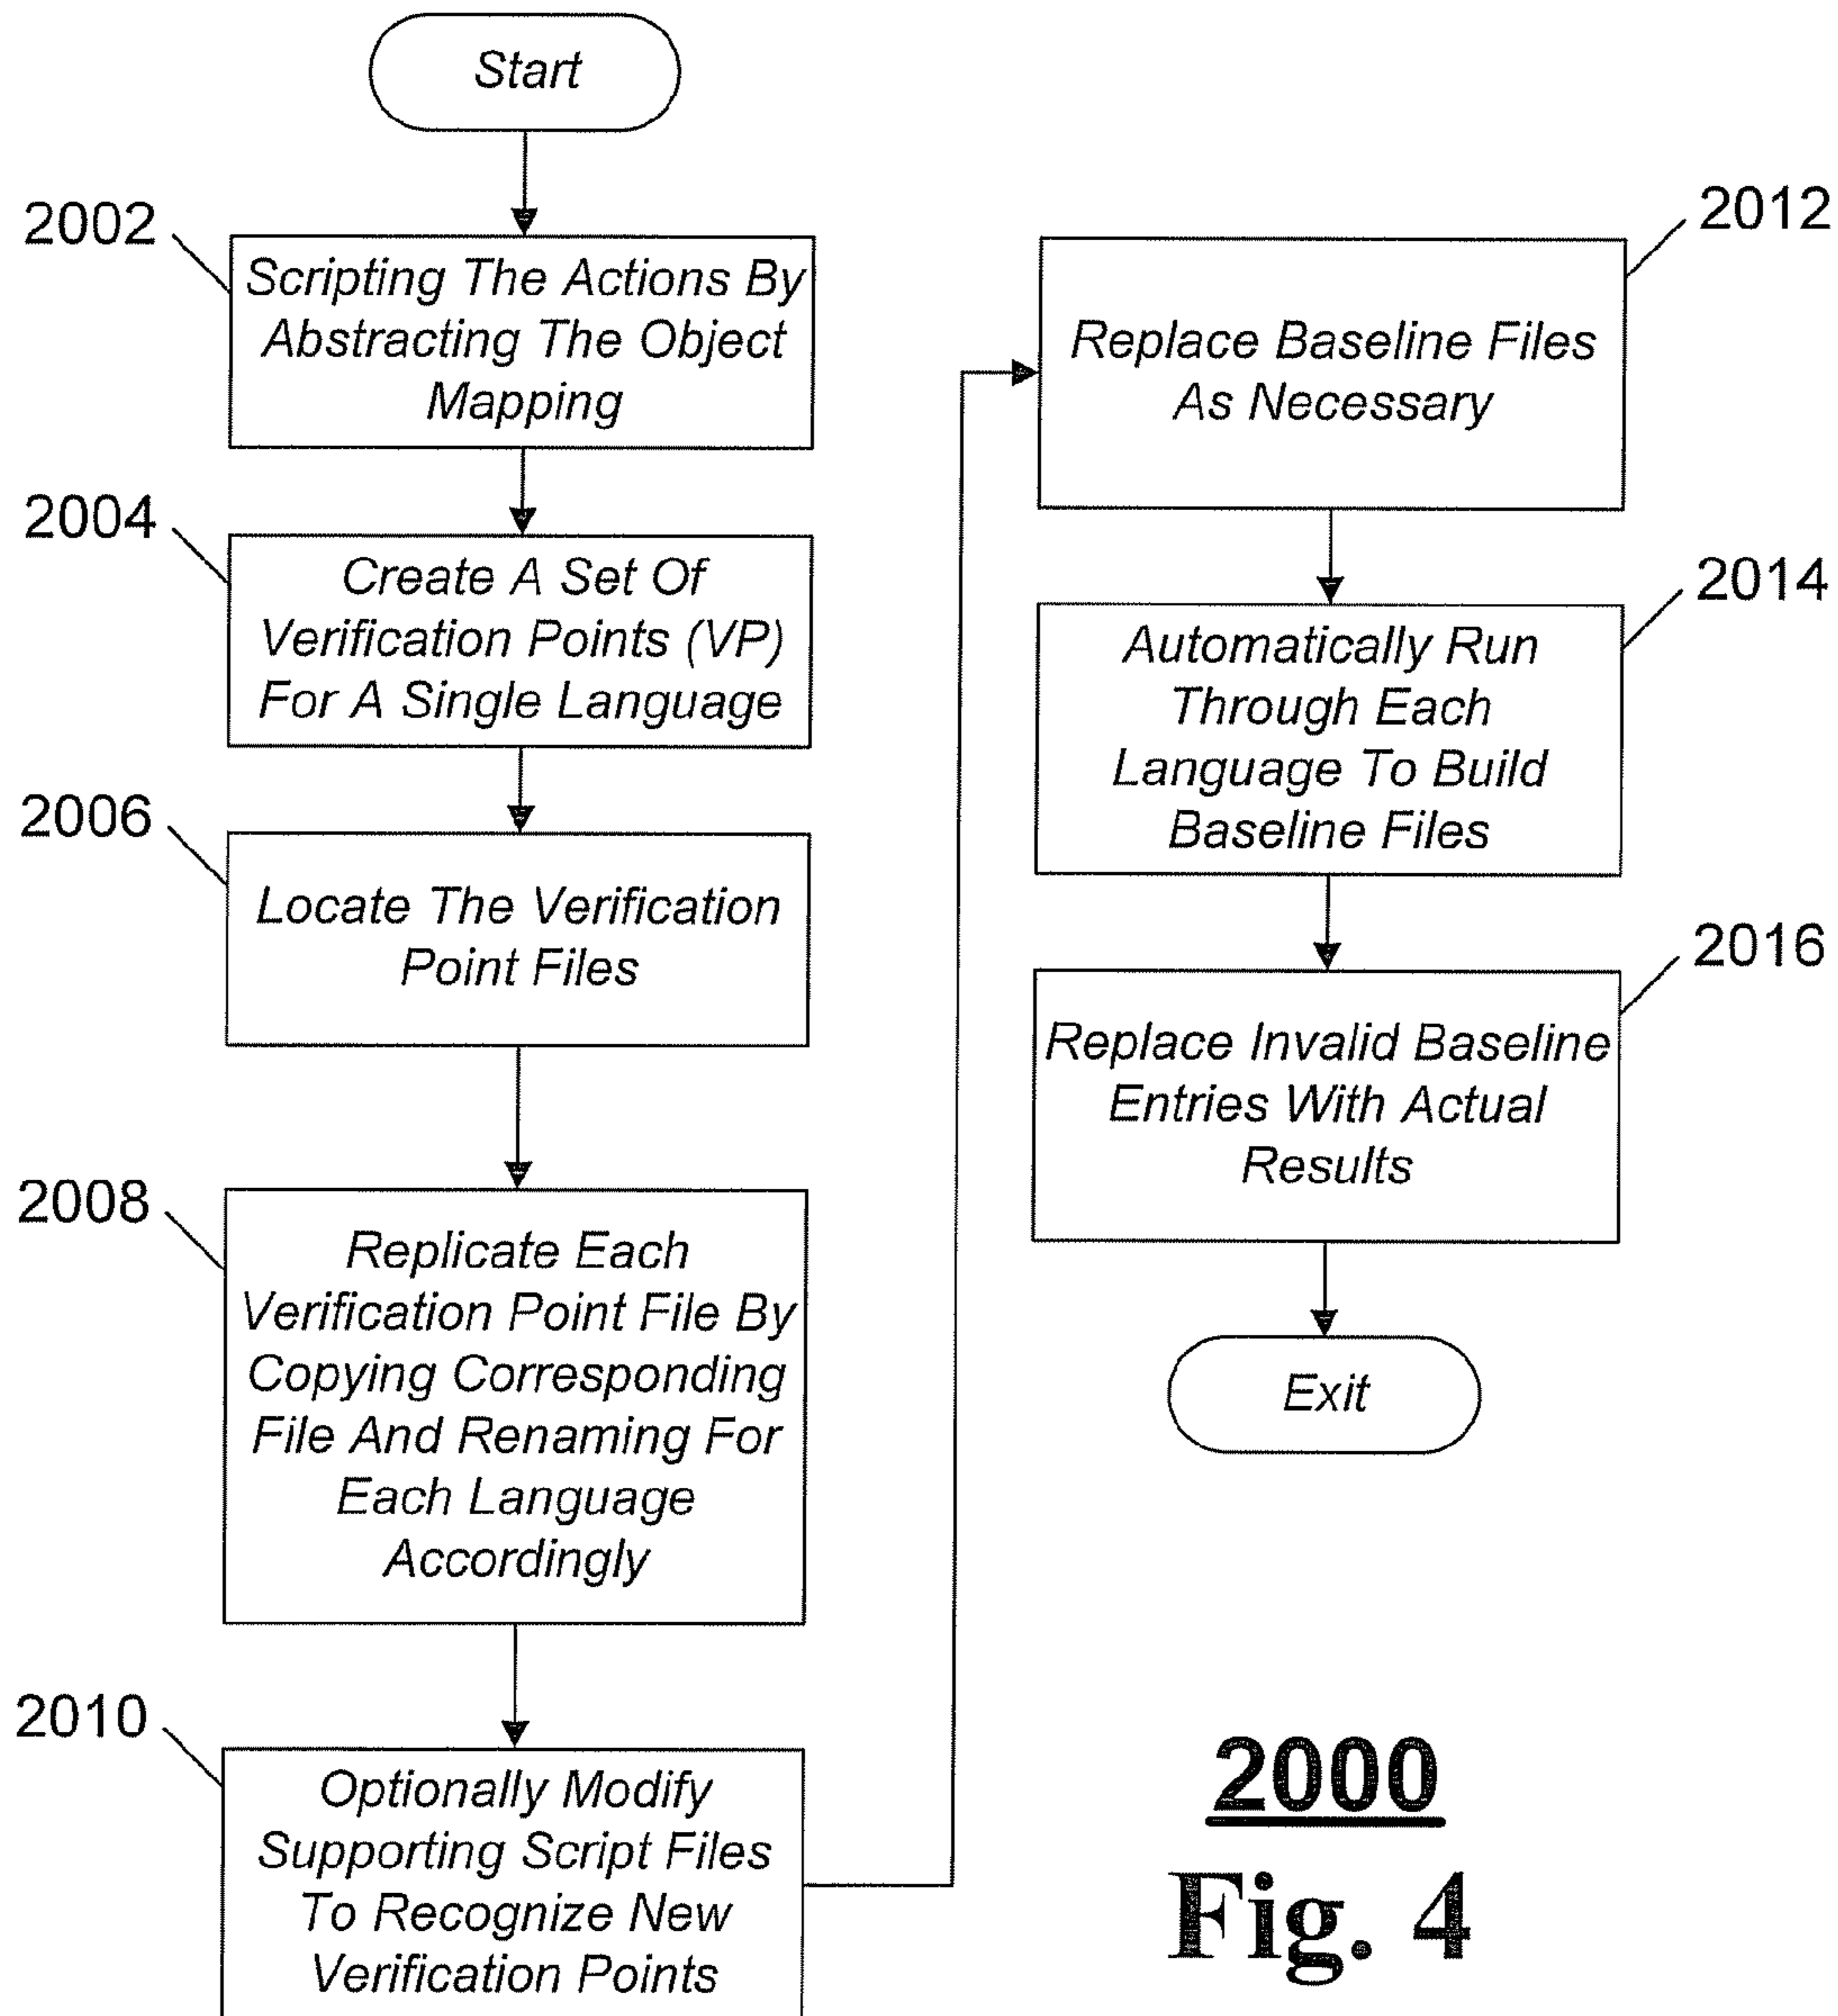 Start
2002
Scripting The Actions By
Abstracting The Object
Mapping
2004
Create A Set Of
Verification Points (VP)
For A Single Language
2006
Locate The Verification
Point Files
2008
Replicate Each
Verification Point File By
Copying Corresponding
File And Renaming For
Each Language
Accordingly
2010
Optionally Modify
Supporting Script Files
To Recognize New
Verification Points
2012
Replace Baseline Files
As Necessary
2014
Automatically Run
Through Each
Language To Build
Baseline Files
2016
Replace Invalid Baseline
Entries With Actual
Results
Exit
2000
Fig. 4